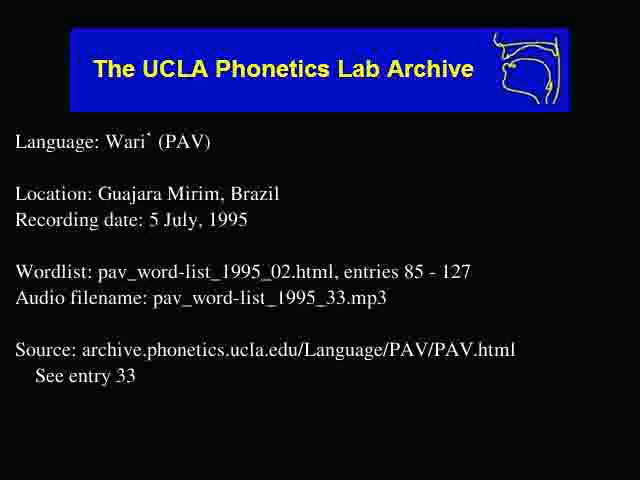 The UCLA Phonetics Lab Archive
Language: Wari` (PAV)
Location: Guajara Mirim, Brazil
Recording date: 5 July, 1995
Wordlist: pav_word-list_1995_02.html, entries 85 - 127
Audio filename: pav_word-list_1995_33.mp3
Source: archive.phonetics.ucla.edu/Language/PAV/PAV.html
See entry 33